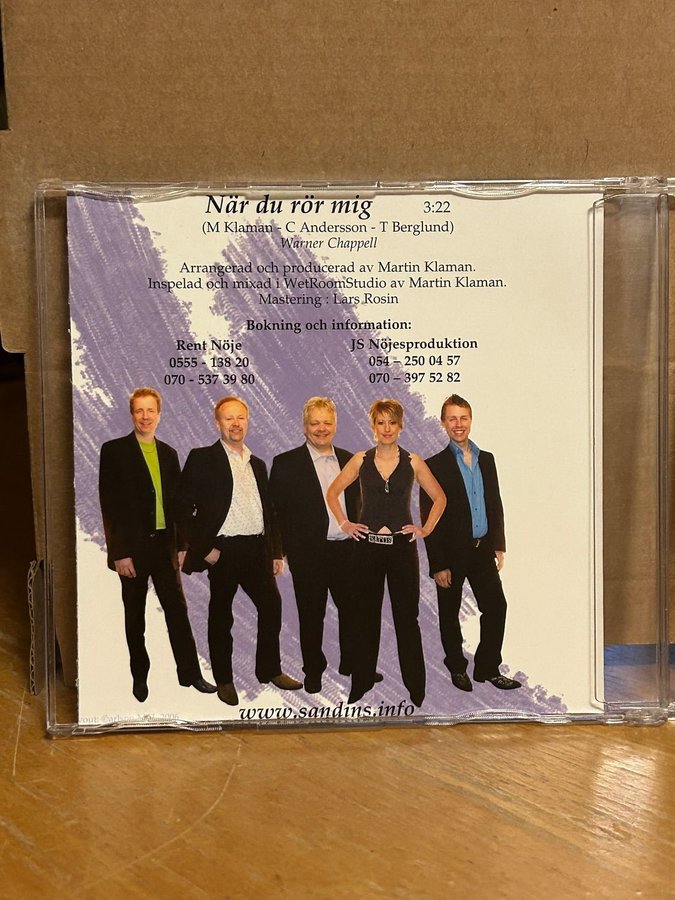 När du rör mig 3:22
(M Klaman - C Andersson - T Berglund)
Warner Chappell
Arrangerad och producerad av Martin Klaman.
Inspelad och mixad i WetRoomStudio av Martin Klaman.
Mastering : Lars Rosin
Bokning och information:
Rent Nöje JS Nöjesproduktion
0555 - 138 20 054 – 250 04 57
070 - 537 39 80 070 – 397 52 82
www.sandins.info